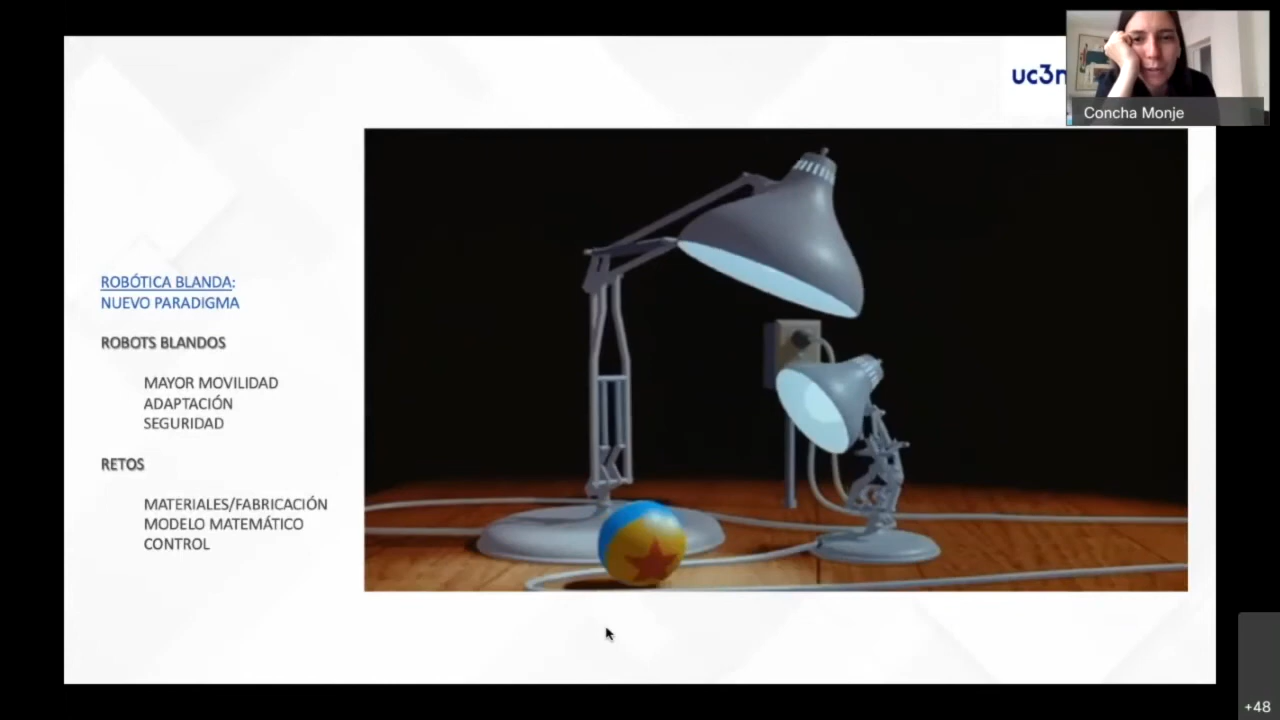 uc3m
Concha Monje
ROBÓTICA BLANDA:
NUEVO PARADIGMA
ROBOTS BLANDOS
MAYOR MOVILIDAD
ADAPTACIÓN
SEGURIDAD
RETOS
MATERIALES/FABRICACIÓN
MODELO MATEMÁTICO
CONTROL
+48